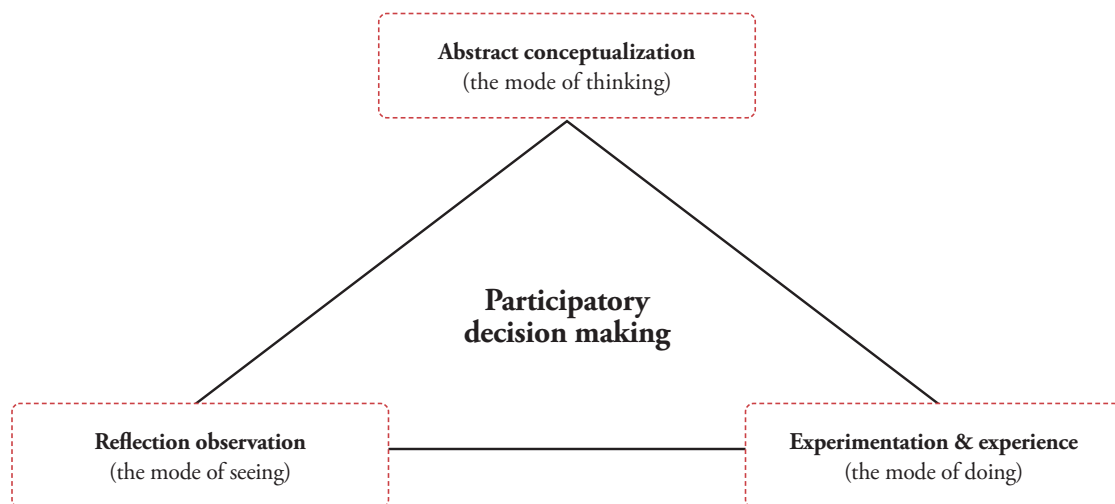 Abstract conceptualization
(the mode of thinking)
Participatory
decision making
Reflection observation
(the mode of seeing)
Experimentation & experience
(the mode of doing)